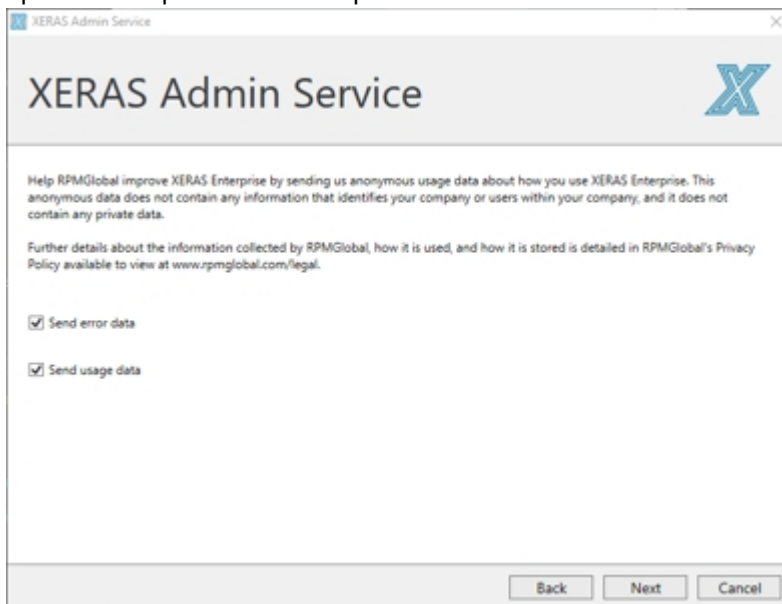 XERAS Admin Service
XERAS Admin Service
Help RPMGlobal improve XERAS Enterprise by sending us anonymous usage data about how you use XERAS Enterprise. This
anonymous data does not contain any information that identifies your company or users within your company, and it does not
contain any private data.
Further details about the information collected by RPMGlobal, how it is used, and how it is stored is detailed in RPMGlobal's Privacy
Policy available to view at www.rpmglobal.com/legal.
Send error data
Send usage data
Back Next Cancel